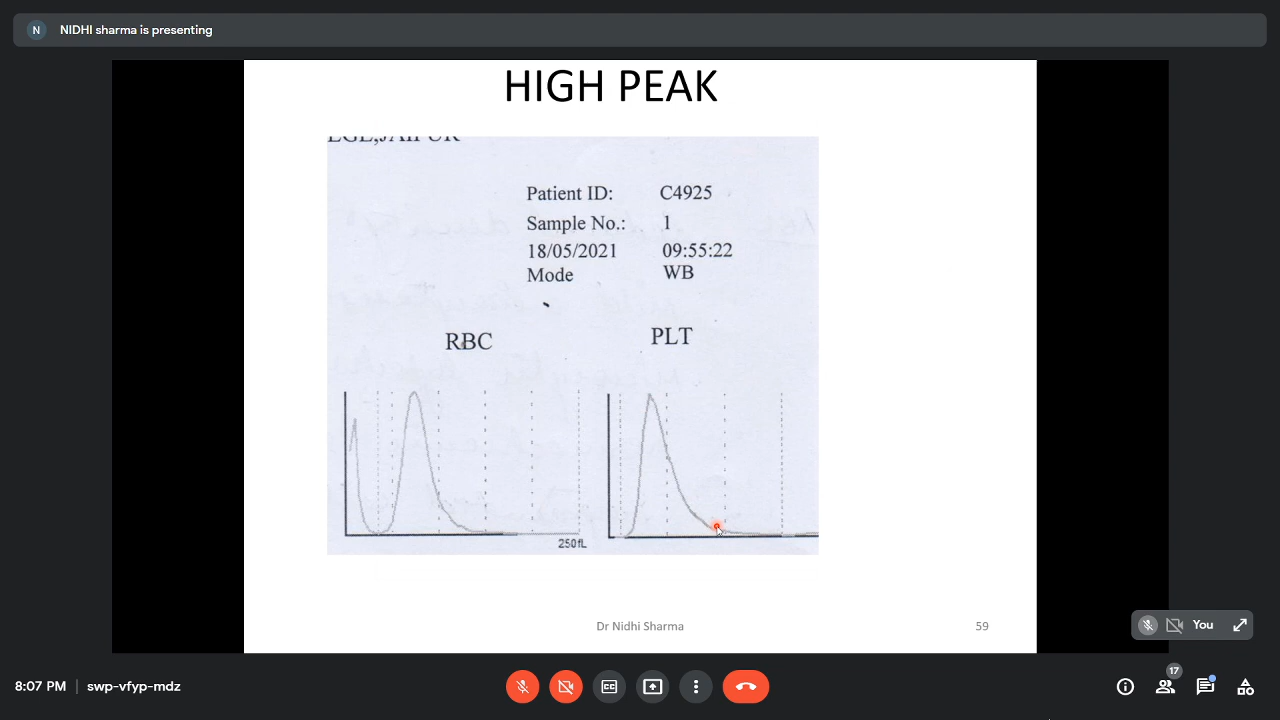 N NIDHI sharma is presenting
HIGH PEAK
Patient ID: C4925
Sample No.: 1
18/05/2021 09:55:22
Mode WB
RBC PLT
250fL
Dr Nidhi Sharma 59
You
8:07 PM | swp-vfyp-mdz
CC
17